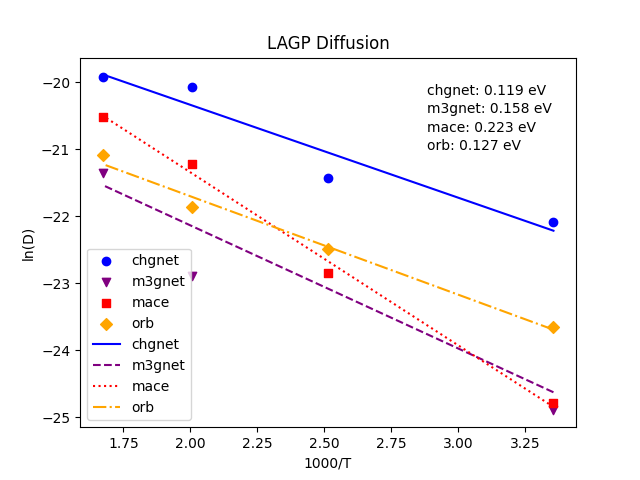 LAGP Diffusion
chgnet: 0.119 eV
m3gnet: 0.158 eV
mace: 0.223 eV
orb: 0.127 eV
ln(D)
−20
−21
−22
−23
−24
−25
chgnet
m3gnet
mace
orb
chgnet
m3gnet
mace
orb
1.75 2.00 2.25 2.50 2.75 3.00 3.25
1000/T